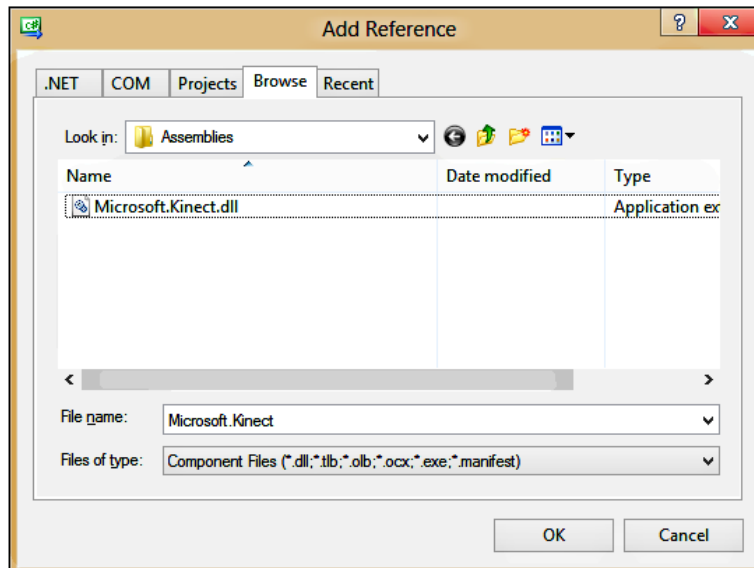 C#
Add Reference
? X
.NET COM Projects Browse Recent
Look in: Assemblies
Name Date modified Type
Microsoft.Kinect.dll Application ex
File name: Microsoft.Kinect
Files of type: Component Files (*.dll;*.tlb;*.olb;*.ocx;*.exe;*.manifest)
OK Cancel